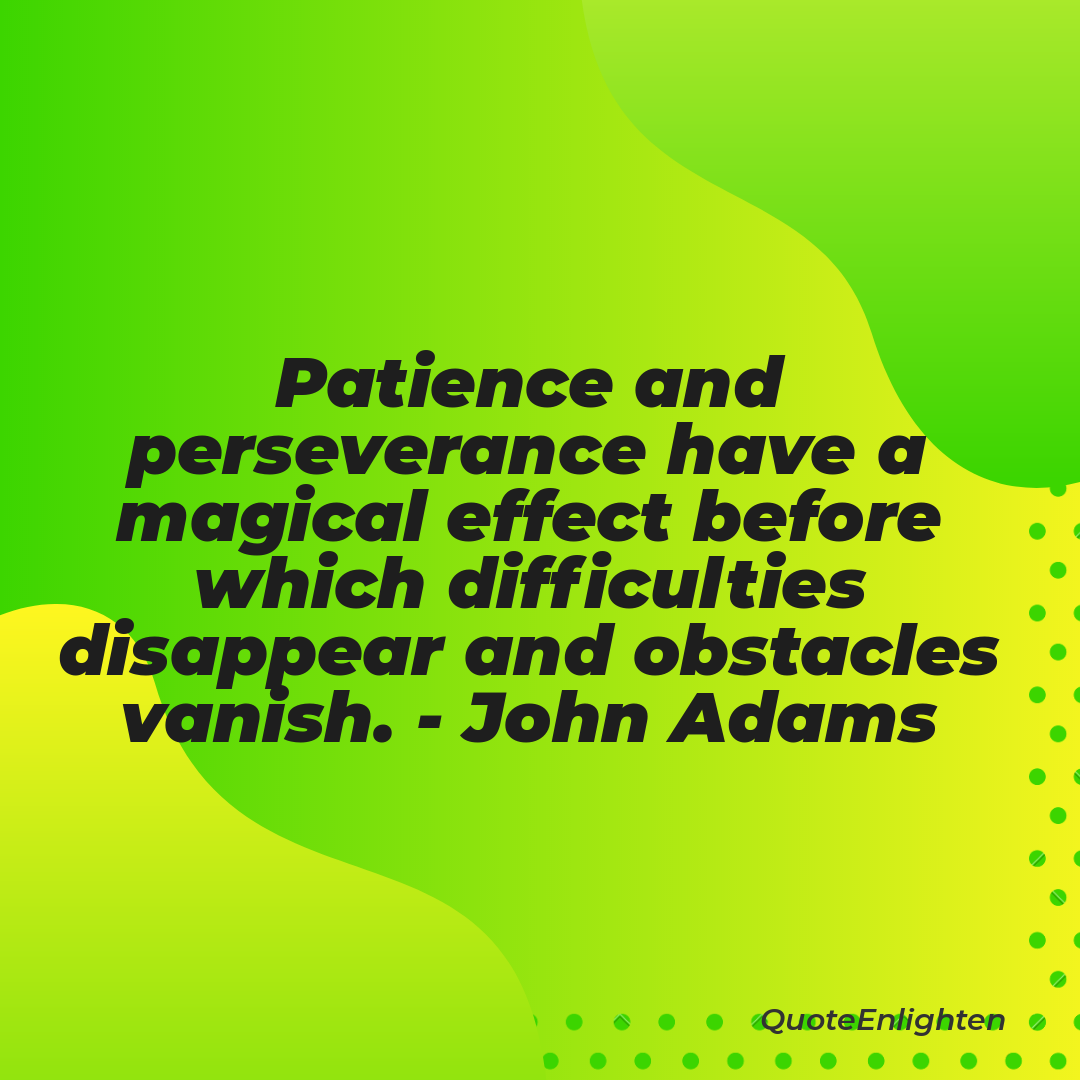 Patience and
perseverance have a
magical effect before
which difficulties
disappear and obstacles
vanish. - John Adams
QuoteEnlighten